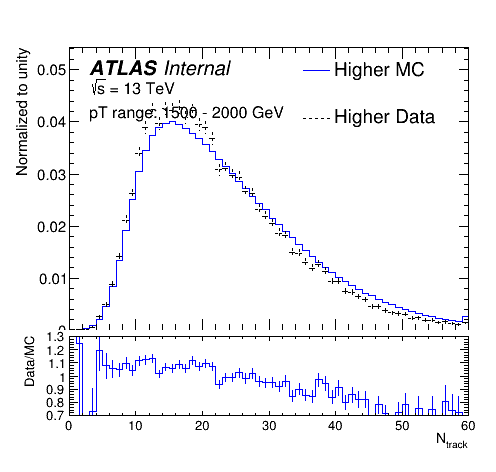 Normalized to unity
0.05
0.04
0.03
0.02
0.01
0
ATLAS Internal
√s = 13 TeV
pT range: 1500 - 2000 GeV
Higher MC
Higher Data
Data/MC
1.3
1.2
1.1
1
0.9
0.8
0.7
0 10 20 30 40 50 60
Ntrack